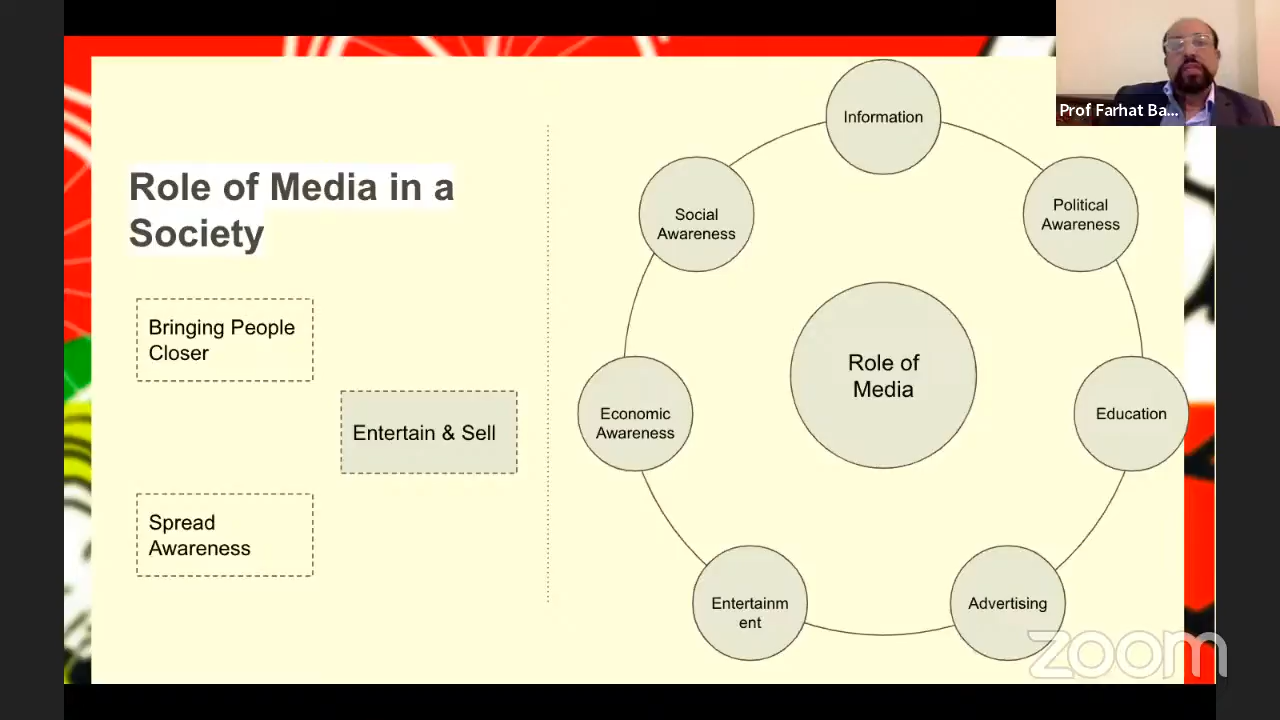 Role of Media in a
Society
Bringing People
Closer
Entertain & Sell
Spread
Awareness
Information
Political
Awareness
Education
Advertising
Entertainm
ent
Economic
Awareness
Social
Awareness
Role of
Media
Prof Farhat Ba...
zoom